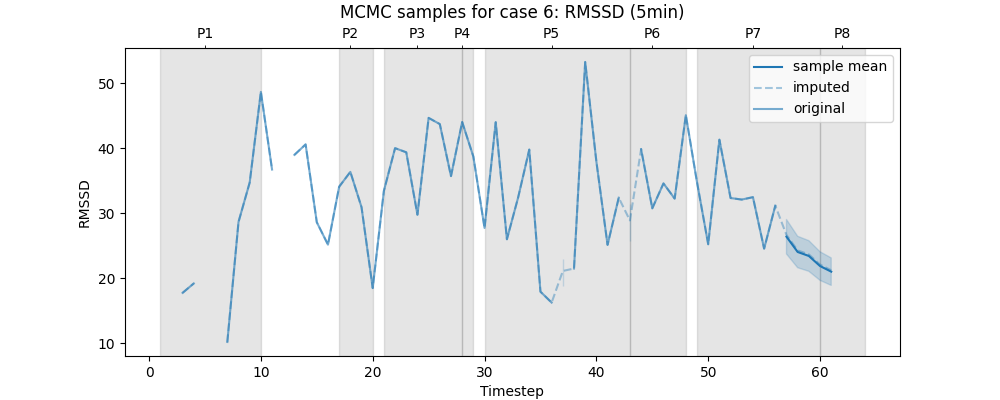 MCMC samples for case 6: RMSSD (5min)
P1 P2 P3 P4 P5 P6 P7 P8
sample mean
imputed
original
50
40
30
20
10
RMSSD
0 10 20 30 40 50 60
Timestep